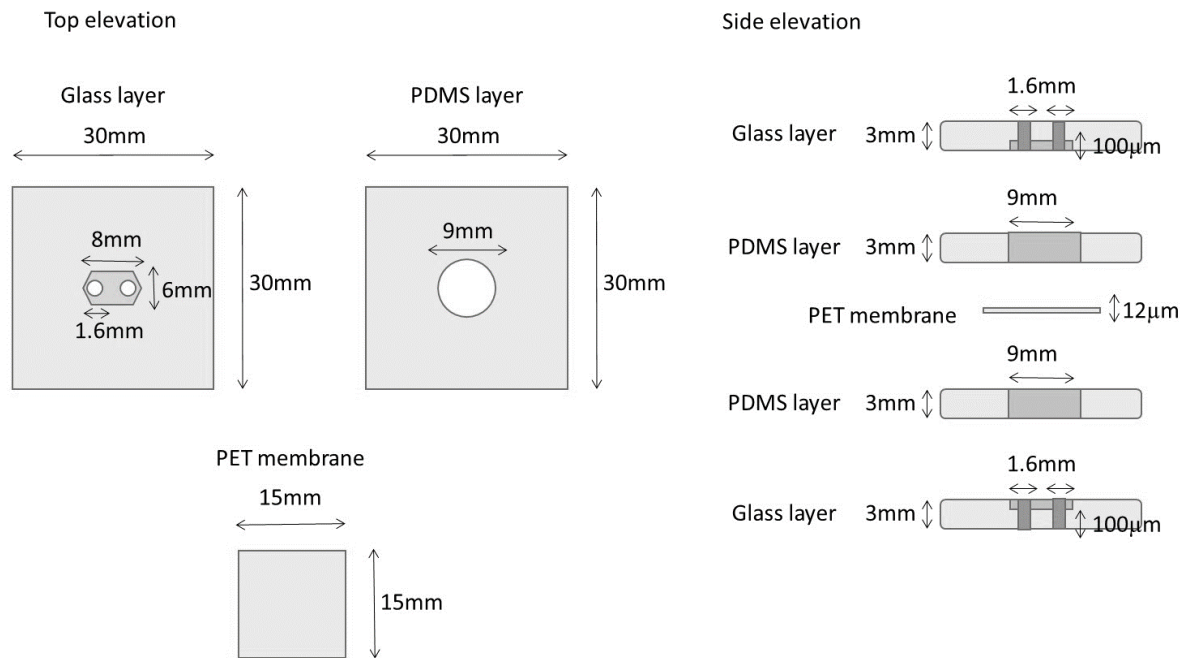 Top elevation
Side elevation
Glass layer
30mm
PDMS layer
30mm
8mm
6mm
1.6mm
30mm
9mm
30mm
PET membrane
15mm
15mm
1.6mm
Glass layer
3mm
100μm
9mm
PDMS layer
3mm
PET membrane
12μm
9mm
PDMS layer
3mm
1.6mm
Glass layer
3mm
100μm